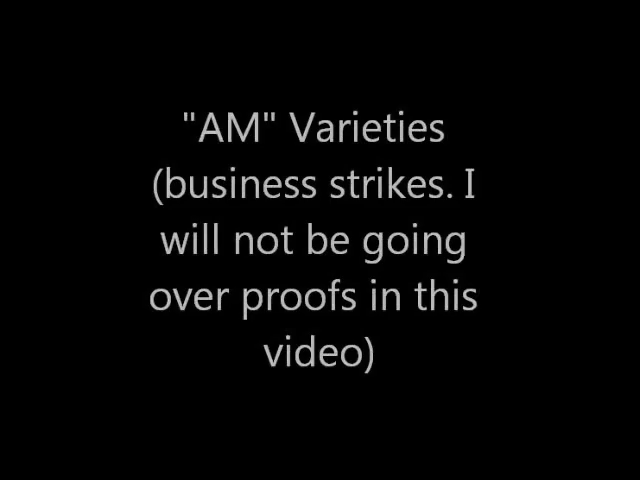 "AM" Varieties
(business strikes. I
will not be going
over proofs in this
video)